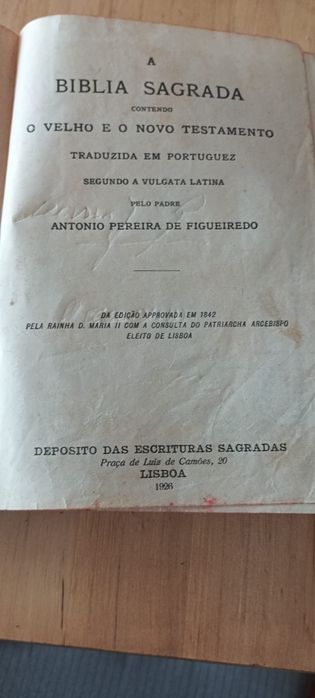 A
BIBLIA SAGRADA
CONTENDO
O VELHO E O NOVO TESTAMENTO
TRADUZIDA EM PORTUGUEZ
SEGUNDO A VULGATA LATINA
PELO PADRE
ANTONIO PEREIRA DE FIGUEIREDO
DA EDIÇÃO APPROVADA EM 1842
PELA RAINHA D. MARIA II COM A CONSULTA DO PATRIARCHA ARCEBISPO
ELEITO DE LISBOA
DEPOSITO DAS ESCRITURAS SAGRADAS
Praça de Luiz de Camões, 20
LISBOA
1926